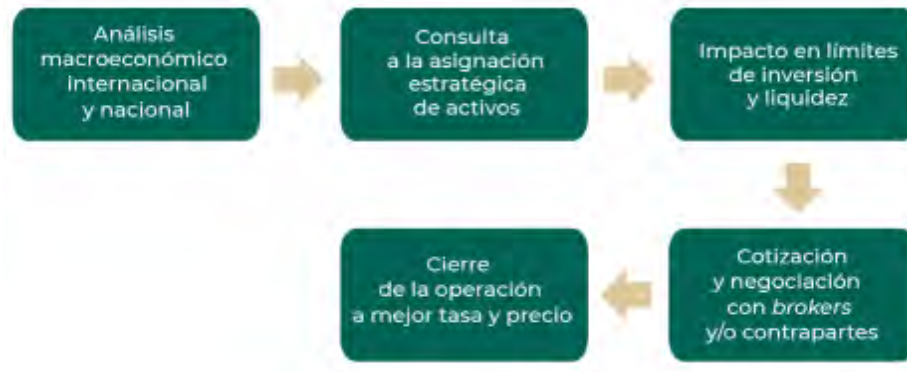 Análisis
macroeconómico
internacional
y nacional
Consulta
a la asignación
estratégica
de activos
Impacto en límites
de inversión
y liquidez
Cotización
y negociación
con brokers
y/o contrapartes
Cierre
de la operación
a mejor tasa y precio